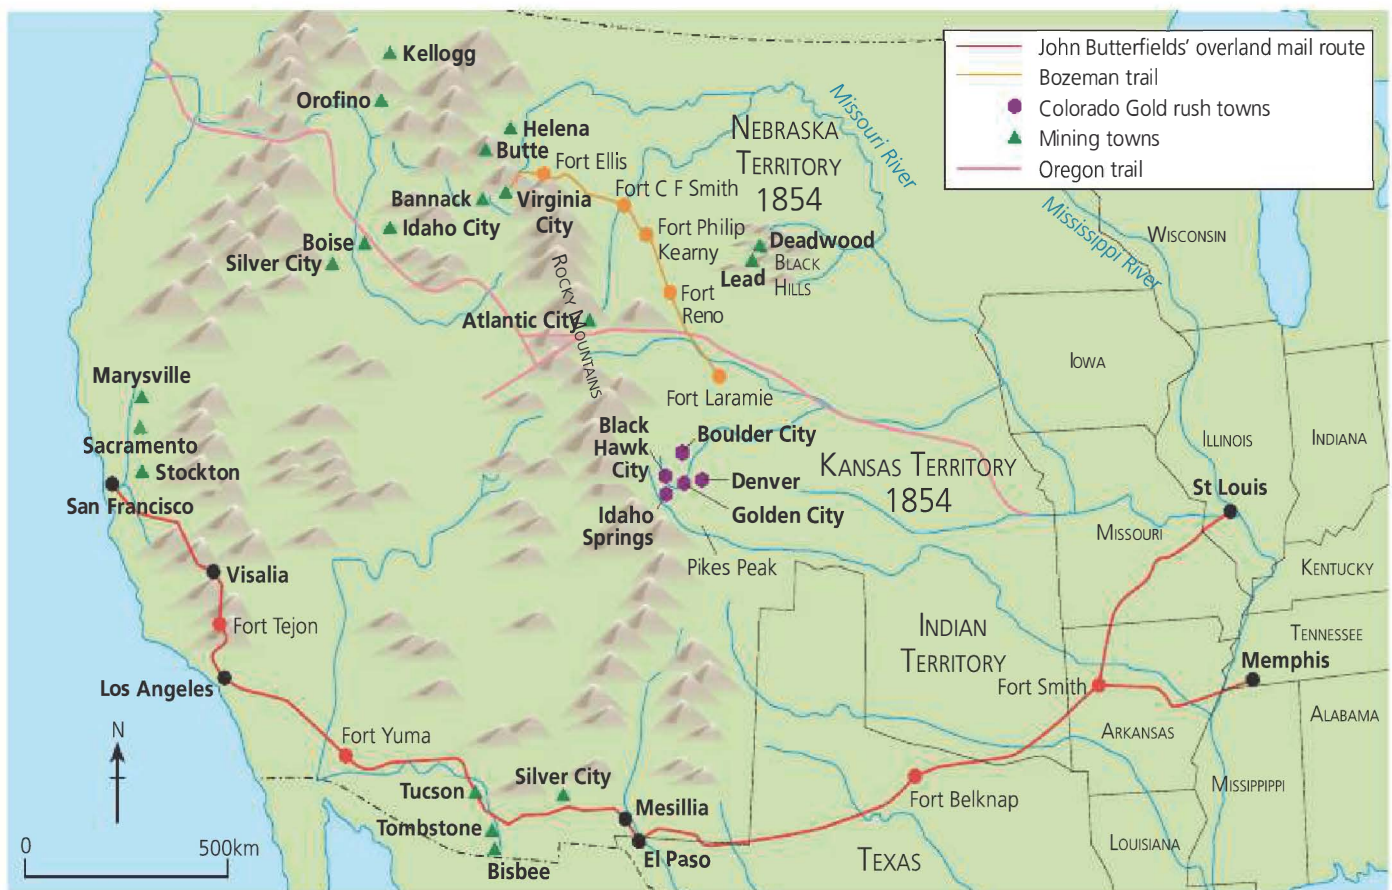 John Butterfields' overland mail route
Bozeman trail
Colorado Gold rush towns
Mining towns
Oregon trail
Kellogg
Orofino
Helena
Butte
Fort Ellis
Missouri River
NEBRASKA
TERRITORY
1854
Fort C F Smith
Bannack
Virginia
City
Idaho City
Boise
Silver City
Fort Philip
Kearny
Deadwood
Lead
BLACK
HILLS
Mississippi River
WISCONSIN
ROCKY MOUNTAINS
Fort
Reno
Atlantic City
IOWA
Marysville
Fort Laramie
Sacramento
Stockton
San Francisco
Black
Hawk
City
Boulder City
Denver
Golden City
Idaho
Springs
Pikes Peak
KANSAS TERRITORY
1854
ILLINOIS
INDIANA
St Louis
MISSOURI
KENTUCKY
Visalia
Fort Tejon
INDIAN
TERRITORY
TENNESSEE
Memphis
Los Angeles
Fort Smith
ALABAMA
ARKANSAS
N
Fort Yuma
Silver City
Tucson
Mesillia
Fort Belknap
MISSISSIPPIPPI
Tombstone
El Paso
Bisbee
TEXAS
LOUISIANA
0
500km